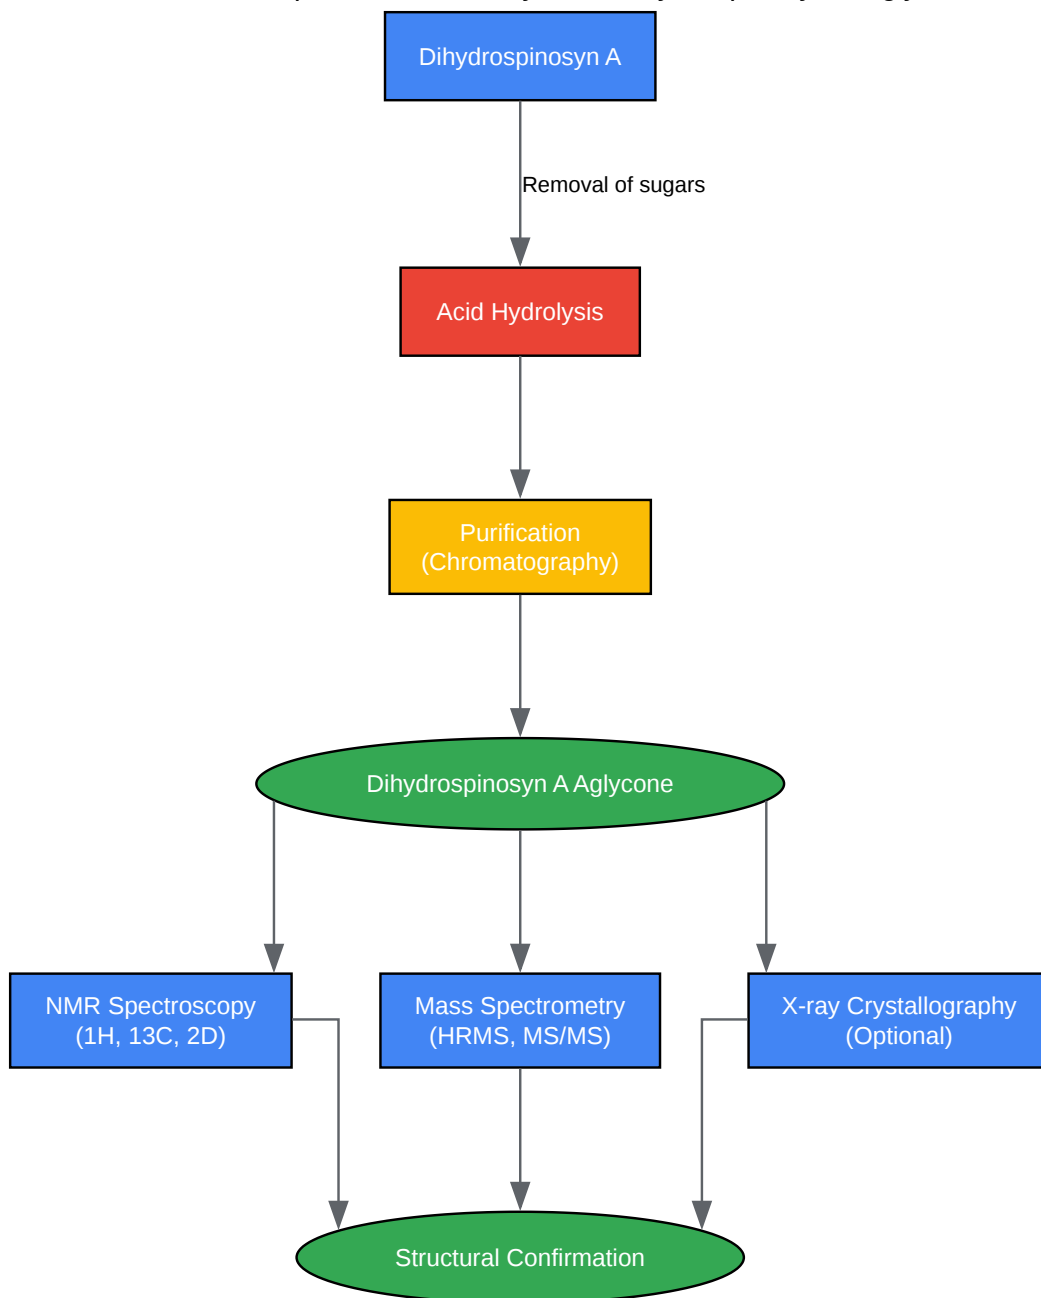 Dihydrospinosyn A
Removal of sugars
Acid Hydrolysis
Purification
(Chromatography)
Dihydrospinosyn A Aglycone
NMR Spectroscopy
(1H, 13C, 2D)
Mass Spectrometry
(HRMS, MS/MS)
X-ray Crystallography
(Optional)
Structural Confirmation